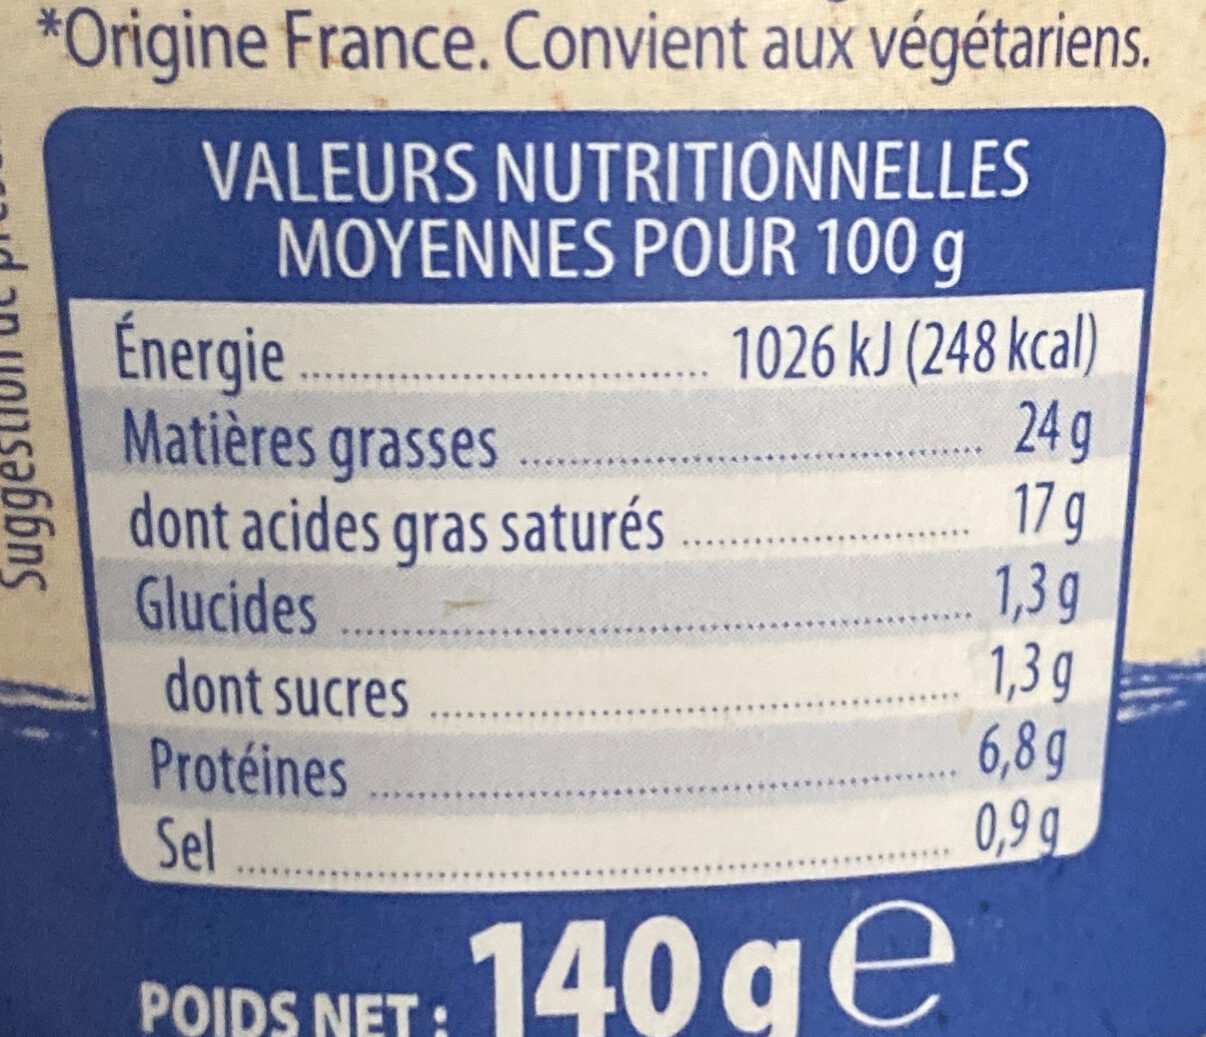 *Origine France. Convient aux végétariens.
VALEURS NUTRITIONNELLES
MOYENNES POUR 100 g
Énergie ........ 1026 kJ (248 kcal)
Matières grasses ........ 24 g
dont acides gras saturés ........ 17 g
Glucides ........ 1,3 g
dont sucres ........ 1,3 g
Protéines ........ 6,8 g
Sel ........ 0,9 g
POIDS NET : 140 g e
Suggestion de